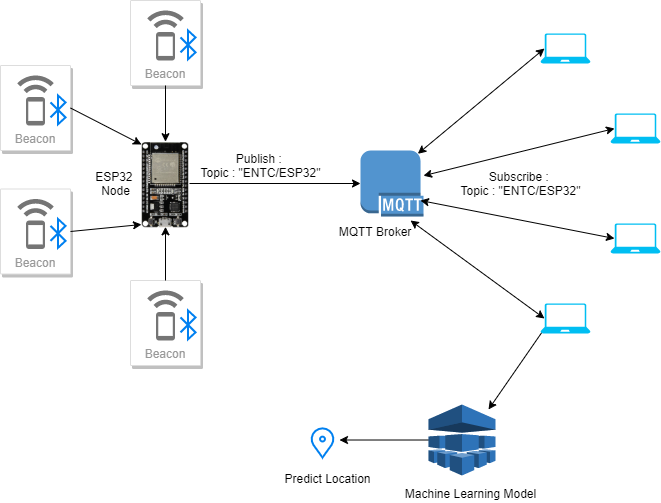 Beacon
Beacon
ESP32
Node
Publish :
Topic : "ENTC/ESP32"
MQTT
MQTT Broker
Subscribe :
Topic : "ENTC/ESP32"
Beacon
Beacon
Predict Location
Machine Learning Model